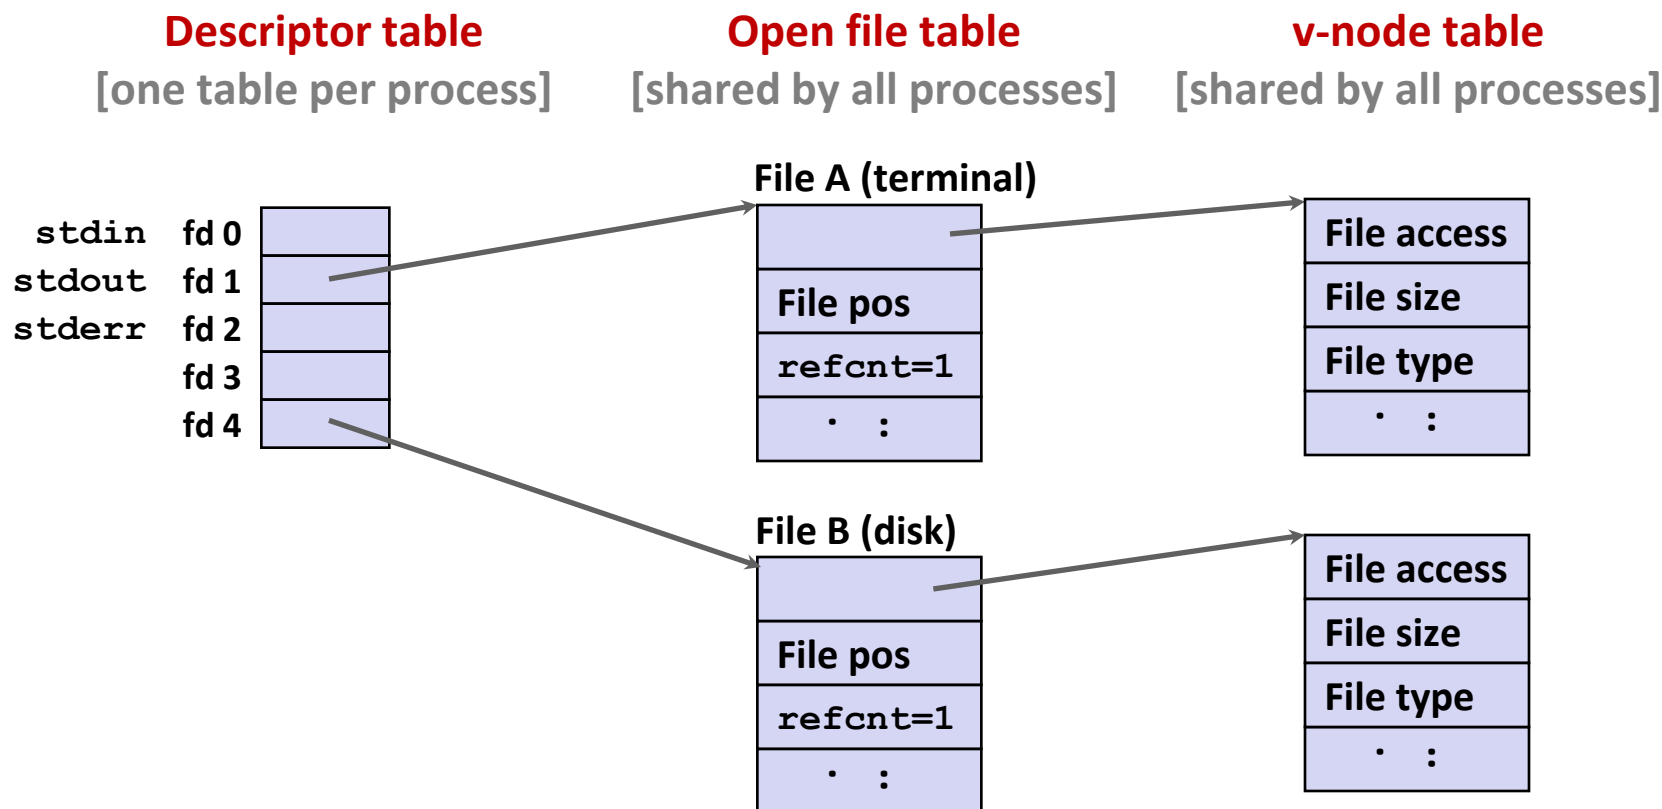 Descriptor table
[one table per process]
Open file table
[shared by all processes]
v-node table
[shared by all processes]
stdin fd 0
stdout fd 1
stderr fd 2
fd 3
fd 4
File A (terminal)
File pos
refcnt=1
. :
File access
File size
File type
. :
File B (disk)
File pos
refcnt=1
. :
File access
File size
File type
. :